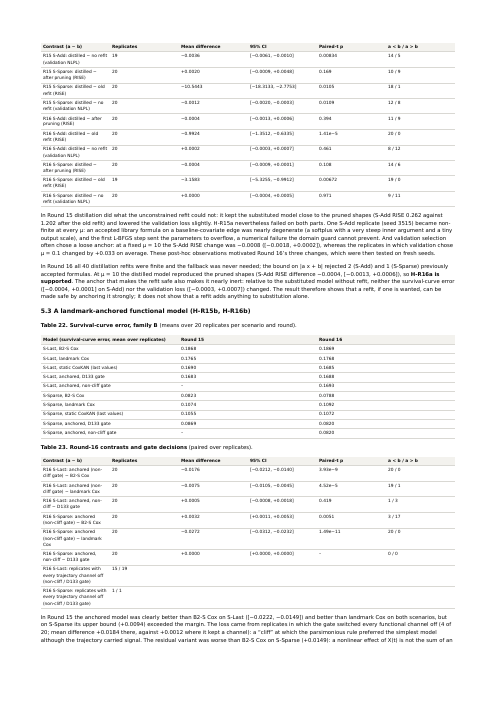 Contrast (a − b) Replicates Mean difference 95% CI Paired-t p a < b / a > b
R15 S-Add: distilled − no refit 19 −0.0036 [−0.0061, −0.0010] 0.00834 14 / 5
(validation NLPL)
R15 S-Sparse: distilled − 20 +0.0020 [−0.0009, +0.0048] 0.169 10 / 9
after pruning (RISE)
R15 S-Sparse: distilled − old 20 −10.5443 [−18.3133, −2.7753] 0.0105 18 / 1
refit (RISE)
R15 S-Sparse: distilled − no 20 −0.0012 [−0.0020, −0.0003] 0.0109 12 / 8
refit (validation NLPL)
R16 S-Add: distilled − after 20 −0.0004 [−0.0013, +0.0006] 0.394 11 / 9
pruning (RISE)
R16 S-Add: distilled − old 20 −0.9924 [−1.3512, −0.6335] 1.41e−5 20 / 0
refit (RISE)
R16 S-Add: distilled − no 20 +0.0002 [−0.0003, +0.0007] 0.461 8 / 12
refit (validation NLPL)
R16 S-Sparse: distilled − 20 −0.0004 [−0.0009, +0.0001] 0.108 14 / 6
after pruning (RISE)
R16 S-Sparse: distilled − old 19 −3.1583 [−5.3255, −0.9912] 0.00672 19 / 0
refit (RISE)
R16 S-Sparse: distilled − no 20 +0.0000 [−0.0004, +0.0004] 0.971 9 / 11
refit (validation NLPL)
In Round 15 distillation did what the unconstrained refit could not: it kept the substituted model close to the pruned shapes (S-Add RISE 0.262 against
1.202 after the old refit) and lowered the validation loss slightly. H-R15a nevertheless failed on both parts. One S-Add replicate (seed 3515) became non-
finite at every μ: an accepted library formula on a baseline-covariate edge was nearly degenerate (a softplus with a very steep inner argument and a tiny
output scale), and the first L-BFGS step sent the parameters to overflow, a numerical failure the domain guard cannot prevent. And validation selection
often chose a loose anchor: at a fixed μ = 10 the S-Add RISE change was −0.0008 ([−0.0018, +0.0002]), whereas the replicates in which validation chose
μ = 0.1 changed by +0.033 on average. These post-hoc observations motivated Round 16's three changes, which were then tested on fresh seeds.
In Round 16 all 40 distillation refits were finite and the fallback was never needed; the bound on |a x + b| rejected 2 (S-Add) and 1 (S-Sparse) previously
accepted formulas. At μ = 10 the distilled model reproduced the pruned shapes (S-Add RISE difference −0.0004, [−0.0013, +0.0006]), so H-R16a is
supported. The anchor that makes the refit safe also makes it nearly inert: relative to the substituted model without refit, neither the survival-curve error
([−0.0004, +0.0001] on S-Add) nor the validation loss ([−0.0003, +0.0007]) changed. The result therefore shows that a refit, if one is wanted, can be
made safe by anchoring it strongly; it does not show that a refit adds anything to substitution alone.
5.3 A landmark-anchored functional model (H-R15b, H-R16b)
Table 22. Survival-curve error, family B (means over 20 replicates per scenario and round).
Model (survival-curve error, mean over replicates) Round 15 Round 16
S-Last, B2-S Cox 0.1868 0.1869
S-Last, landmark Cox 0.1765 0.1768
S-Last, static CoxKAN (last values) 0.1690 0.1685
S-Last, anchored, D133 gate 0.1683 0.1688
S-Last, anchored, non-cliff gate – 0.1693
S-Sparse, B2-S Cox 0.0823 0.0788
S-Sparse, landmark Cox 0.1074 0.1092
S-Sparse, static CoxKAN (last values) 0.1055 0.1072
S-Sparse, anchored, D133 gate 0.0869 0.0820
S-Sparse, anchored, non-cliff gate – 0.0820
Table 23. Round-16 contrasts and gate decisions (paired over replicates).
Contrast (a − b) Replicates Mean difference 95% CI Paired-t p a < b / a > b
R16 S-Last: anchored (non- 20 −0.0176 [−0.0212, −0.0140] 3.93e−9 20 / 0
cliff gate) − B2-S Cox
R16 S-Last: anchored (non- 20 −0.0075 [−0.0105, −0.0045] 4.52e−5 19 / 1
cliff gate) − landmark Cox
R16 S-Last: anchored, non- 20 +0.0005 [−0.0008, +0.0018] 0.419 1 / 3
cliff − D133 gate
R16 S-Sparse: anchored 20 +0.0032 [+0.0011, +0.0053] 0.0051 3 / 17
(non-cliff gate) − B2-S Cox
R16 S-Sparse: anchored 20 −0.0272 [−0.0312, −0.0232] 1.49e−11 20 / 0
(non-cliff gate) − landmark
Cox
R16 S-Sparse: anchored, 20 +0.0000 [+0.0000, +0.0000] – 0 / 0
non-cliff − D133 gate
R16 S-Last: replicates with 15 / 19
every trajectory channel off
(non-cliff / D133 gate)
R16 S-Sparse: replicates with 1 / 1
every trajectory channel off
(non-cliff / D133 gate)
In Round 15 the anchored model was clearly better than B2-S Cox on S-Last ([−0.0222, −0.0149]) and better than landmark Cox on both scenarios, but
on S-Sparse its upper bound (+0.0094) exceeded the margin. The loss came from replicates in which the gate switched every functional channel off (4 of
20; mean difference +0.0184 there, against +0.0012 where it kept a channel): a "cliff" at which the parsimonious rule preferred the simplest model
although the trajectory carried signal. The residual variant was worse than B2-S Cox on S-Sparse (+0.0149): a nonlinear effect of X(t) is not the sum of an